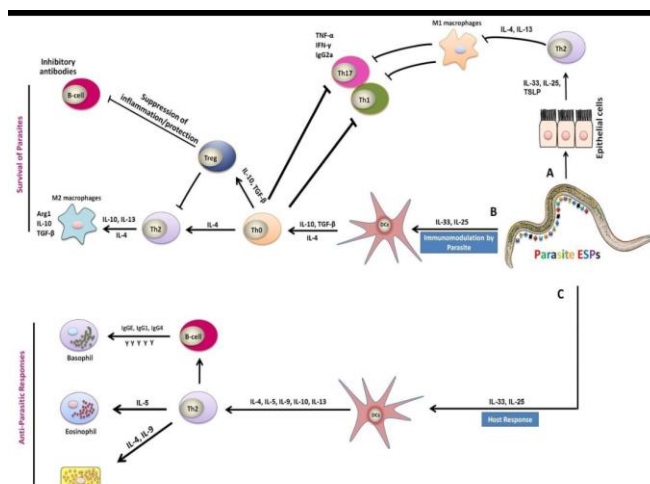 M1 macrophages
IL-4, IL-13
Th2
TNF-α
IFN-γ
IgG2a
Th17
Th1
IL-33, IL-25,
TSLP
Epithelial cells
Inhibitory
antibodies
B-cell
Suppression of
inflammation/protection
Treg
IL-10, TGF-β
Survival of Parasites
M2 macrophages
Arg1
IL-10
TGF-β
IL-10, IL-13
IL-4
Th2
IL-4
Th0
IL-10, TGF-β
IL-4
DCs
IL-33, IL-25
Immunomodulation by
Parasite
A
B
C
Parasite ESPs
Anti-Parasitic Responses
Basophil
IgGE, IgG1, IgG4
Y Y Y Y Y
B-cell
Eosinophil
IL-5
Th2
IL-4, IL-9
IL-4, IL-5, IL-9, IL-10, IL-13
DCs
IL-33, IL-25
Host Response